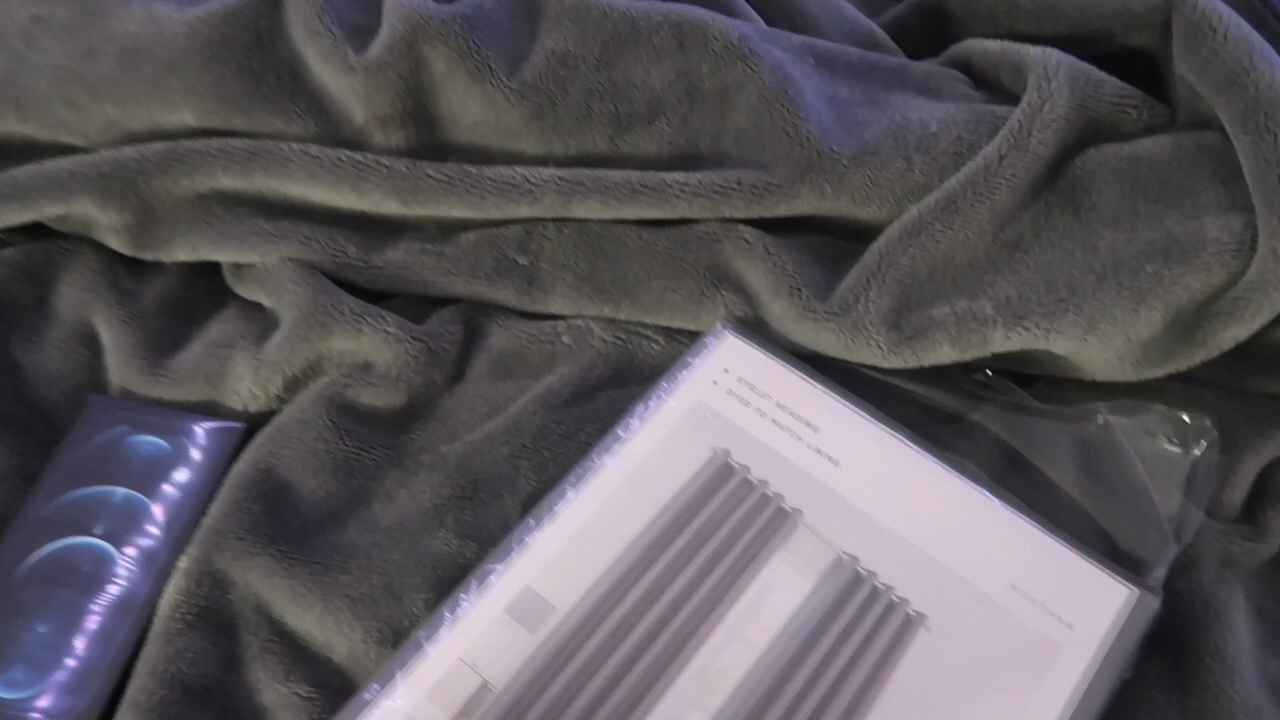 • EYELET HEADING
• DYED TO MATCH LINING